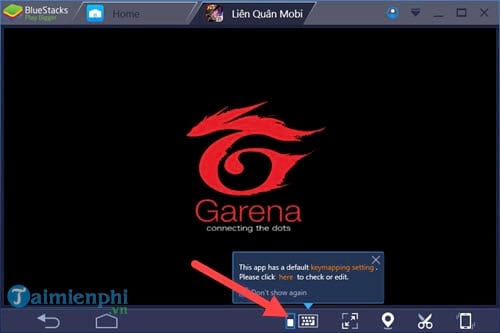 BlueStacks
Play Bigger
Home
Liên Quân Mobi
Garena
connecting the dots
This app has a default keymapping setting .
Please click here to check or edit.
Don't show again
Taimienphi
.vn